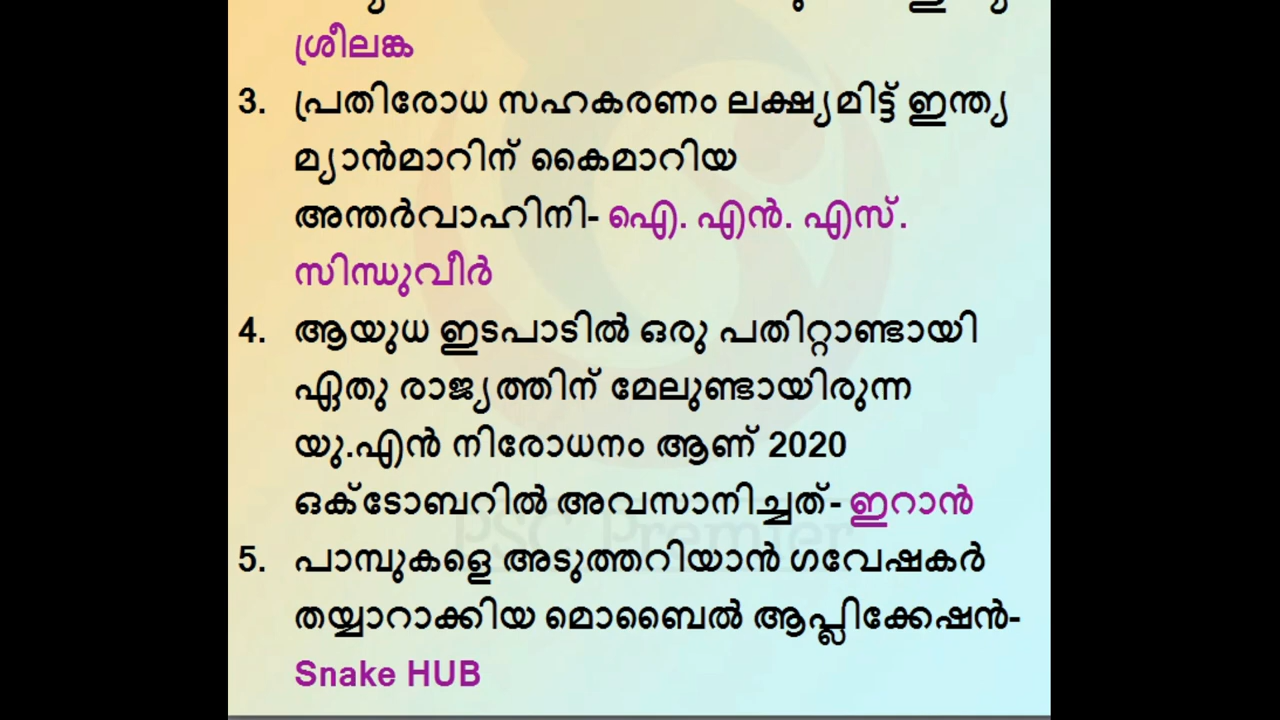 ശ്രീലങ്ക
3. പ്രതിരോധ സഹകരണം ലക്ഷ്യമിട്ട് ഇന്ത്യ
മ്യാൻമാറിന് കൈമാറിയ
അന്തർവാഹിനി- ഐ. എൻ. എസ്.
സിന്ധുവീർ
4. ആയുധ ഇടപാടിൽ ഒരു പതിറ്റാണ്ടായി
ഏതു രാജ്യത്തിന് മേലുണ്ടായിരുന്ന
യു.എൻ നിരോധനം ആണ് 2020
ഒക്ടോബറിൽ അവസാനിച്ചത്- ഇറാൻ
PSC Premier
5. പാമ്പുകളെ അടുത്തറിയാൻ ഗവേഷകർ
തയ്യാറാക്കിയ മൊബൈൽ ആപ്ലിക്കേഷൻ-
Snake HUB